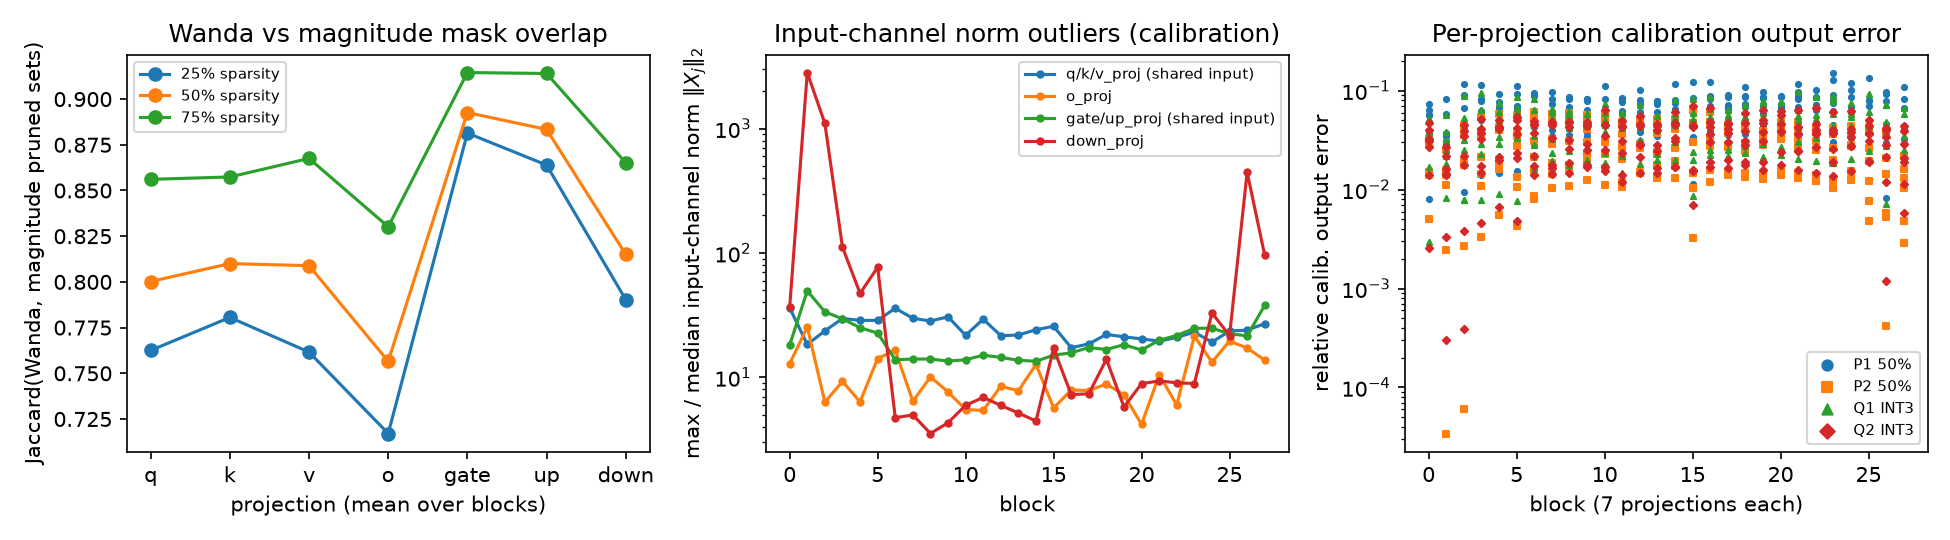 Wanda vs magnitude mask overlap
Jaccard(Wanda, magnitude pruned sets)
0.900
0.875
0.850
0.825
0.800
0.775
0.750
0.725
25% sparsity
50% sparsity
75% sparsity
q k v o gate up down
projection (mean over blocks)
Input-channel norm outliers (calibration)
max / median input-channel norm ‖X_j‖₂
10³
10²
10¹
q/k/v_proj (shared input)
o_proj
gate/up_proj (shared input)
down_proj
0 5 10 15 20 25
block
Per-projection calibration output error
relative calib. output error
10⁻¹
10⁻²
10⁻³
10⁻⁴
P1 50%
P2 50%
Q1 INT3
Q2 INT3
0 5 10 15 20 25
block (7 projections each)